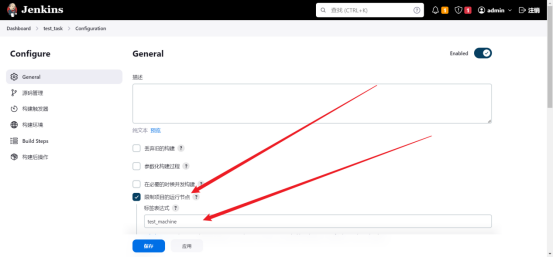 Jenkins
查找 (CTRL+K)
admin
注销
Dashboard
test_task
Configuration
Configure
General
源码管理
构建触发器
构建环境
Build Steps
构建后操作
General
Enabled
描述
纯文本 预览
丢弃旧的构建 ?
参数化构建过程 ?
在必要的时候并发构建 ?
限制项目的运行节点 ?
标签表达式 ?
test_machine
保存
应用